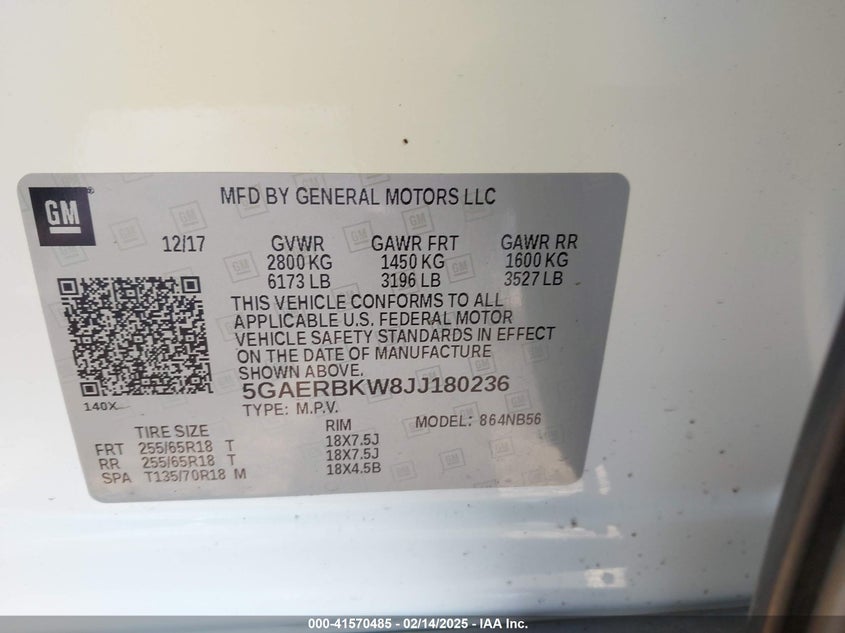 GM
MFD BY GENERAL MOTORS LLC
12/17 GVWR GAWR FRT GAWR RR
2800 KG 1450 KG 1600 KG
6173 LB 3196 LB 3527 LB
THIS VEHICLE CONFORMS TO ALL
APPLICABLE U.S. FEDERAL MOTOR
VEHICLE SAFETY STANDARDS IN EFFECT
ON THE DATE OF MANUFACTURE
SHOWN ABOVE.
5GAERBKW8JJ180236
140X
TYPE: M.P.V. MODEL: 864NB56
TIRE SIZE RIM
FRT 255/65R18 T 18X7.5J
RR 255/65R18 T 18X7.5J
SPA T135/70R18 M 18X4.5B
000-41570485 - 02/14/2025 - IAA Inc.